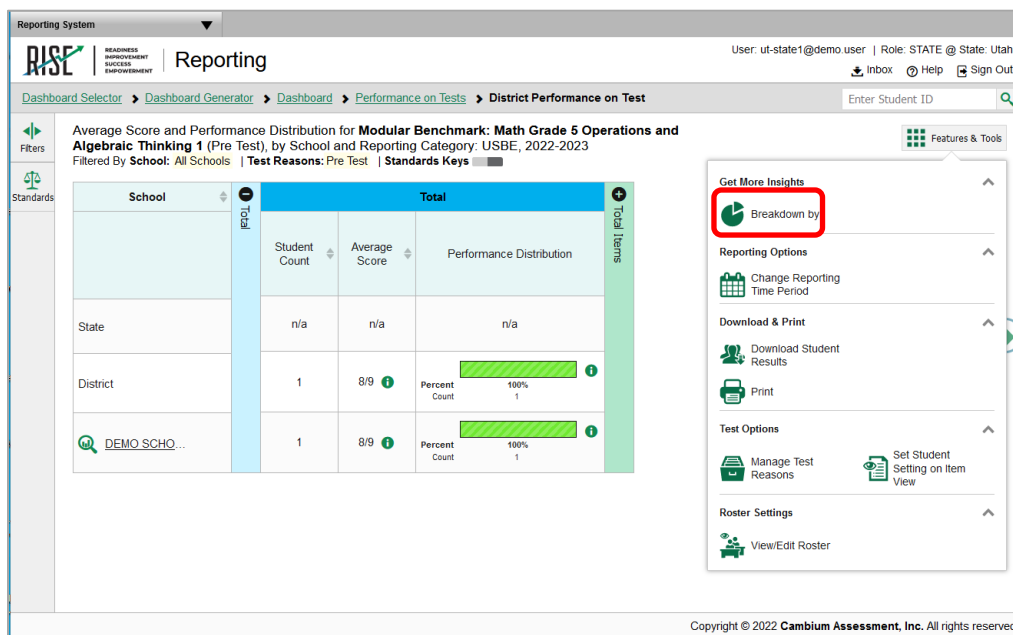 Reporting System
RISE
READINESS
IMPROVEMENT
SUCCESS
EMPOWERMENT
Reporting
User: ut-state1@demo.user | Role: STATE @ State: Utah
Inbox Help Sign Out
Dashboard Selector Dashboard Generator Dashboard Performance on Tests District Performance on Test
Enter Student ID
Filters
Standards
Average Score and Performance Distribution for Modular Benchmark: Math Grade 5 Operations and
Algebraic Thinking 1 (Pre Test), by School and Reporting Category: USBE, 2022-2023
Filtered By School: All Schools | Test Reasons: Pre Test | Standards Keys
Features & Tools
School
Total
Total
Total Items
Student
Count
Average
Score
Performance Distribution
State
n/a
n/a
n/a
District
1
8/9
Percent 100%
Count 1
DEMO SCHO...
1
8/9
Percent 100%
Count 1
Get More Insights
Breakdown by
Reporting Options
Change Reporting
Time Period
Download & Print
Download Student
Results
Print
Test Options
Manage Test
Reasons
Set Student
Setting on Item
View
Roster Settings
View/Edit Roster
Copyright © 2022 Cambium Assessment, Inc. All rights reserved